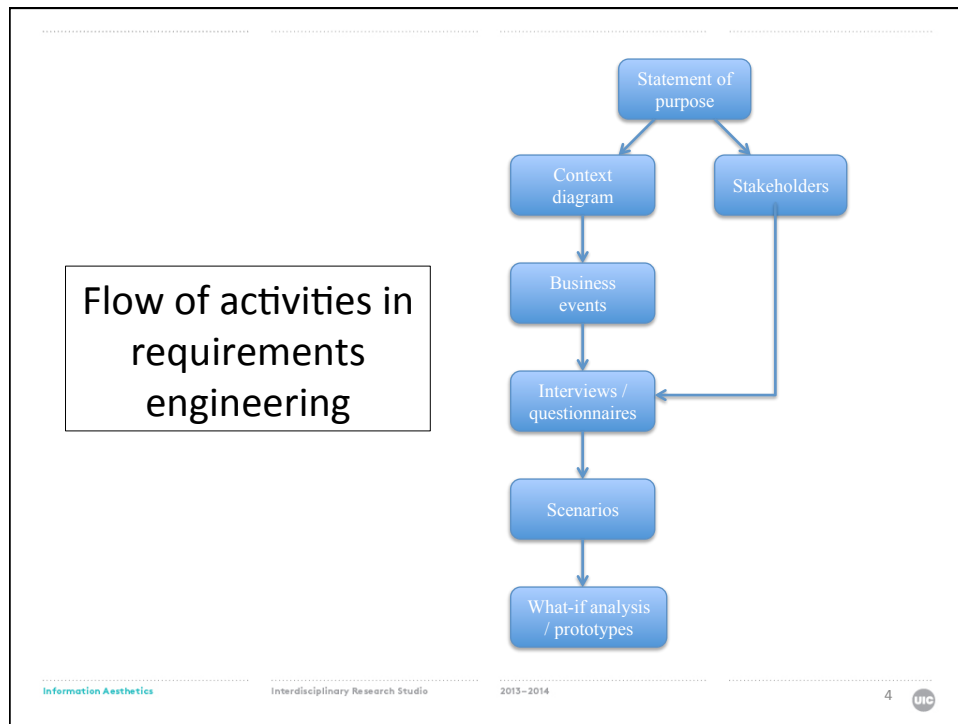 Statement of
purpose
Context
diagram
Stakeholders
Flow of activities in
requirements
engineering
Business
events
Interviews /
questionnaires
Scenarios
What-if analysis
/ prototypes
Information Aesthetics
Interdisciplinary Research Studio
2013–2014
4
UIC